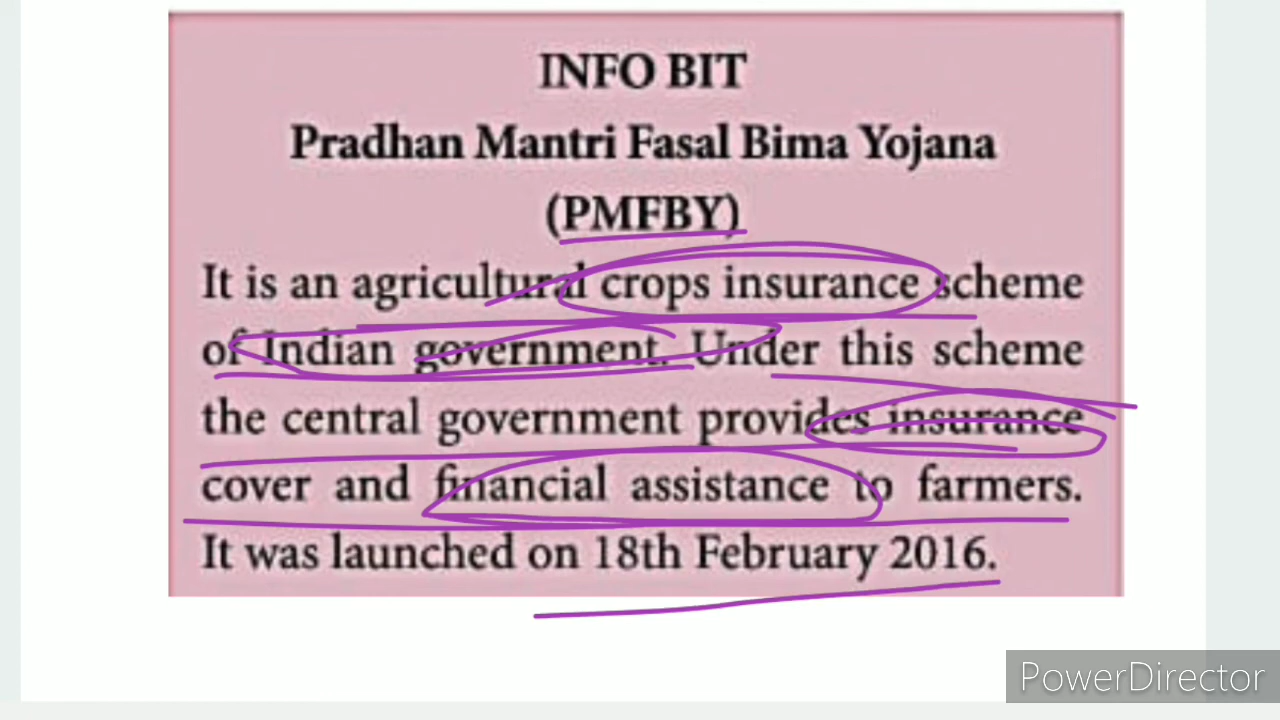 INFO BIT
Pradhan Mantri Fasal Bima Yojana
(PMFBY)
It is an agricultural crops insurance scheme
of Indian government. Under this scheme
the central government provides insurance
cover and financial assistance to farmers.
It was launched on 18th February 2016.
PowerDirector